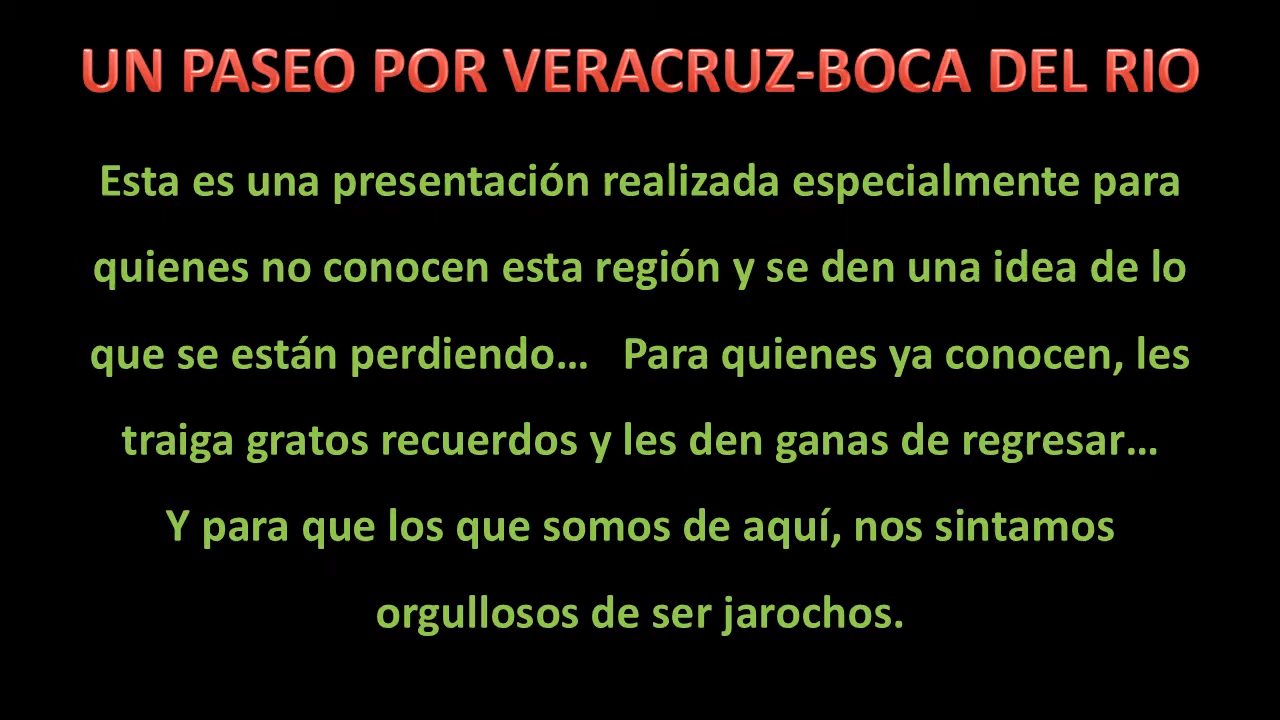 UN PASEO POR VERACRUZ-BOCA DEL RIO
Esta es una presentación realizada especialmente para
quienes no conocen esta región y se den una idea de lo
que se están perdiendo... Para quienes ya conocen, les
traiga gratos recuerdos y les den ganas de regresar...
Y para que los que somos de aquí, nos sintamos
orgullosos de ser jarochos.